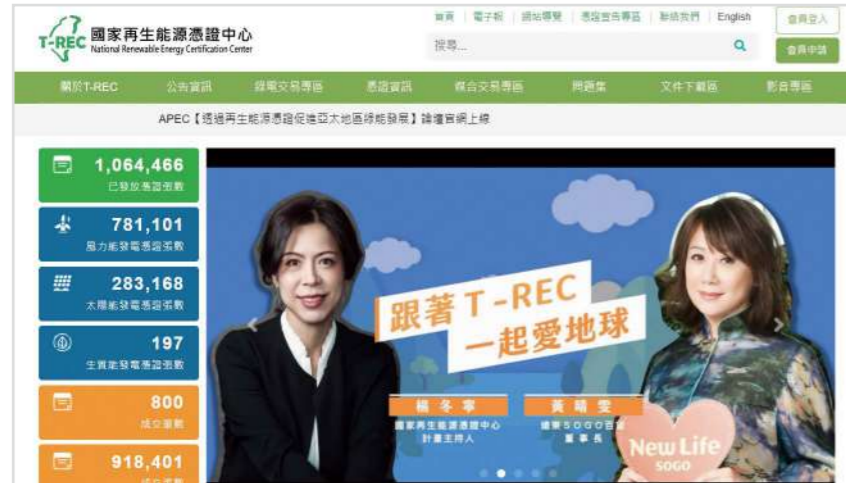 首頁 | 電子報 | 網站導覽 | 憑證宣告專區 | 聯絡我們 | English
會員登入
T-REC 國家再生能源憑證中心
National Renewable Energy Certification Center
搜尋...
會員申請
關於T-REC 公告資訊 綠電交易專區 憑證資訊 媒合交易專區 問題集 文件下載區 影音專區
APEC【透過再生能源憑證促進亞太地區綠能發展】論壇官網上線
1,064,466
已發放憑證張數
781,101
風力能發電憑證張數
283,168
太陽能發電憑證張數
197
生質能發電憑證張數
800
成交筆數
918,401
跟著T-REC
一起愛地球
楊冬寧
國家再生能源憑證中心
計畫主持人
黃晴雯
遠東SOGO百貨
董事長
New Life
SOGO